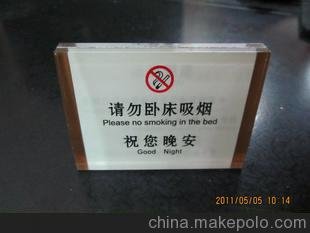 请勿卧床吸烟
Please no smoking in the bed
祝您晚安
Good Night
2011/05/05 10:14
china.makepolo.com